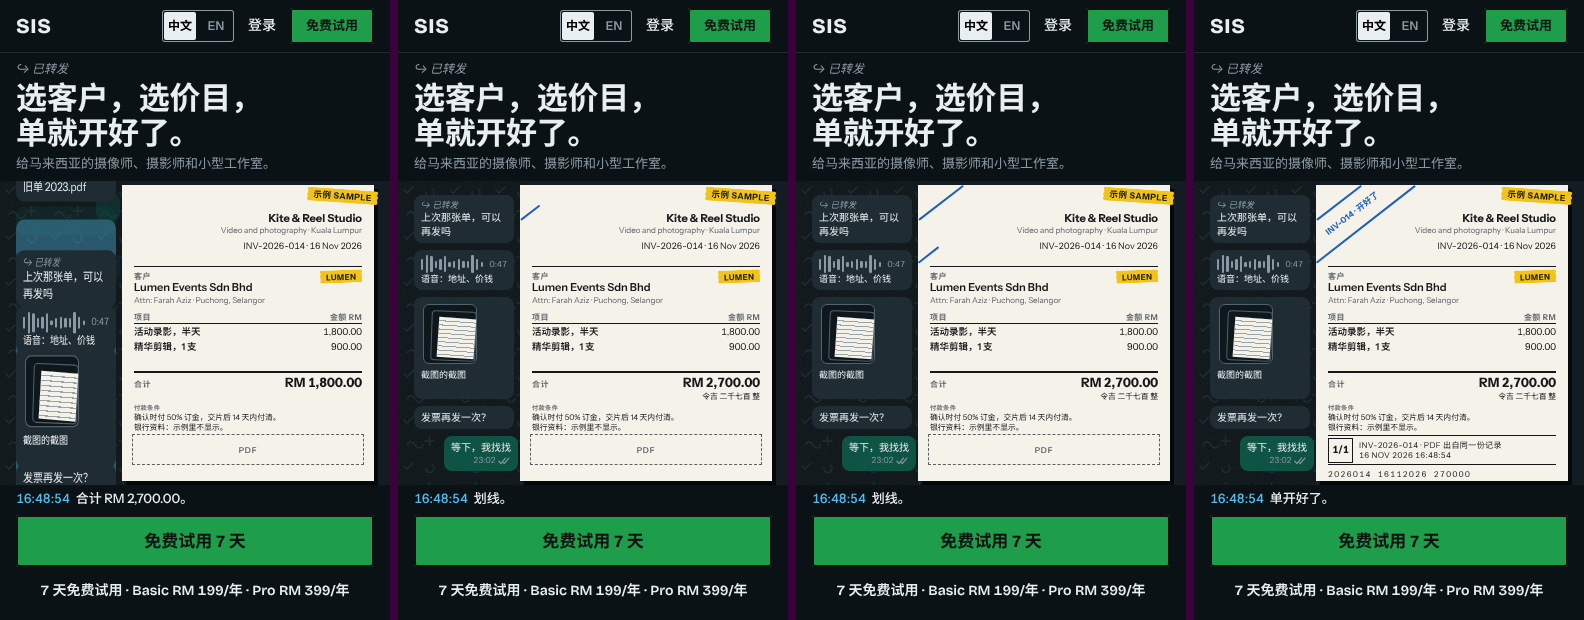 SIS
中文 EN 登录 免费试用
已转发
选客户，选价目，
单就开好了。
给马来西亚的摄像师、摄影师和小型工作室。
旧单 2023.pdf
已转发
上次那张单，可以
再发吗
0:47
语音：地址、价钱
截图的截图
发票再发一次？
示例 SAMPLE
Kite & Reel Studio
Video and photography · Kuala Lumpur
INV-2026-014 · 16 Nov 2026
客户
LUMEN
Lumen Events Sdn Bhd
Attn: Farah Aziz · Puchong, Selangor
项目 金额 RM
活动录影，半天 1,800.00
精华剪辑，1支 900.00
合计 RM 1,800.00
付款条件
确认时付 50% 订金，交片后 14 天内付清。
银行资料：示例里不显示。
PDF
16:48:54 合计 RM 2,700.00。
免费试用 7 天
7 天免费试用 · Basic RM 199/年 · Pro RM 399/年
SIS
中文 EN 登录 免费试用
已转发
选客户，选价目，
单就开好了。
给马来西亚的摄像师、摄影师和小型工作室。
已转发
上次那张单，可以
再发吗
0:47
语音：地址、价钱
截图的截图
发票再发一次？
等下，我找找
23:02
示例 SAMPLE
Kite & Reel Studio
Video and photography · Kuala Lumpur
INV-2026-014 · 16 Nov 2026
客户
LUMEN
Lumen Events Sdn Bhd
Attn: Farah Aziz · Puchong, Selangor
项目 金额 RM
活动录影，半天 1,800.00
精华剪辑，1支 900.00
合计 RM 2,700.00
令吉 二千七百 整
付款条件
确认时付 50% 订金，交片后 14 天内付清。
银行资料：示例里不显示。
PDF
16:48:54 划线。
免费试用 7 天
7 天免费试用 · Basic RM 199/年 · Pro RM 399/年
SIS
中文 EN 登录 免费试用
已转发
选客户，选价目，
单就开好了。
给马来西亚的摄像师、摄影师和小型工作室。
已转发
上次那张单，可以
再发吗
0:47
语音：地址、价钱
截图的截图
发票再发一次？
等下，我找找
23:02
示例 SAMPLE
Kite & Reel Studio
Video and photography · Kuala Lumpur
INV-2026-014 · 16 Nov 2026
客户
LUMEN
Lumen Events Sdn Bhd
Attn: Farah Aziz · Puchong, Selangor
项目 金额 RM
活动录影，半天 1,800.00
精华剪辑，1支 900.00
合计 RM 2,700.00
令吉 二千七百 整
付款条件
确认时付 50% 订金，交片后 14 天内付清。
银行资料：示例里不显示。
PDF
16:48:54 划线。
免费试用 7 天
7 天免费试用 · Basic RM 199/年 · Pro RM 399/年
SIS
中文 EN 登录 免费试用
已转发
选客户，选价目，
单就开好了。
给马来西亚的摄像师、摄影师和小型工作室。
已转发
上次那张单，可以
再发吗
0:47
语音：地址、价钱
截图的截图
发票再发一次？
等下，我找找
23:02
INV-014 · 开好了
示例 SAMPLE
Kite & Reel Studio
Video and photography · Kuala Lumpur
INV-2026-014 · 16 Nov 2026
客户
LUMEN
Lumen Events Sdn Bhd
Attn: Farah Aziz · Puchong, Selangor
项目 金额 RM
活动录影，半天 1,800.00
精华剪辑，1支 900.00
合计 RM 2,700.00
令吉 二千七百 整
付款条件
确认时付 50% 订金，交片后 14 天内付清。
银行资料：示例里不显示。
1/1
INV-2026-014 · PDF 出自同一份记录
16 NOV 2026 16:48:54
2026014 16112026 270000
16:48:54 单开好了。
免费试用 7 天
7 天免费试用 · Basic RM 199/年 · Pro RM 399/年